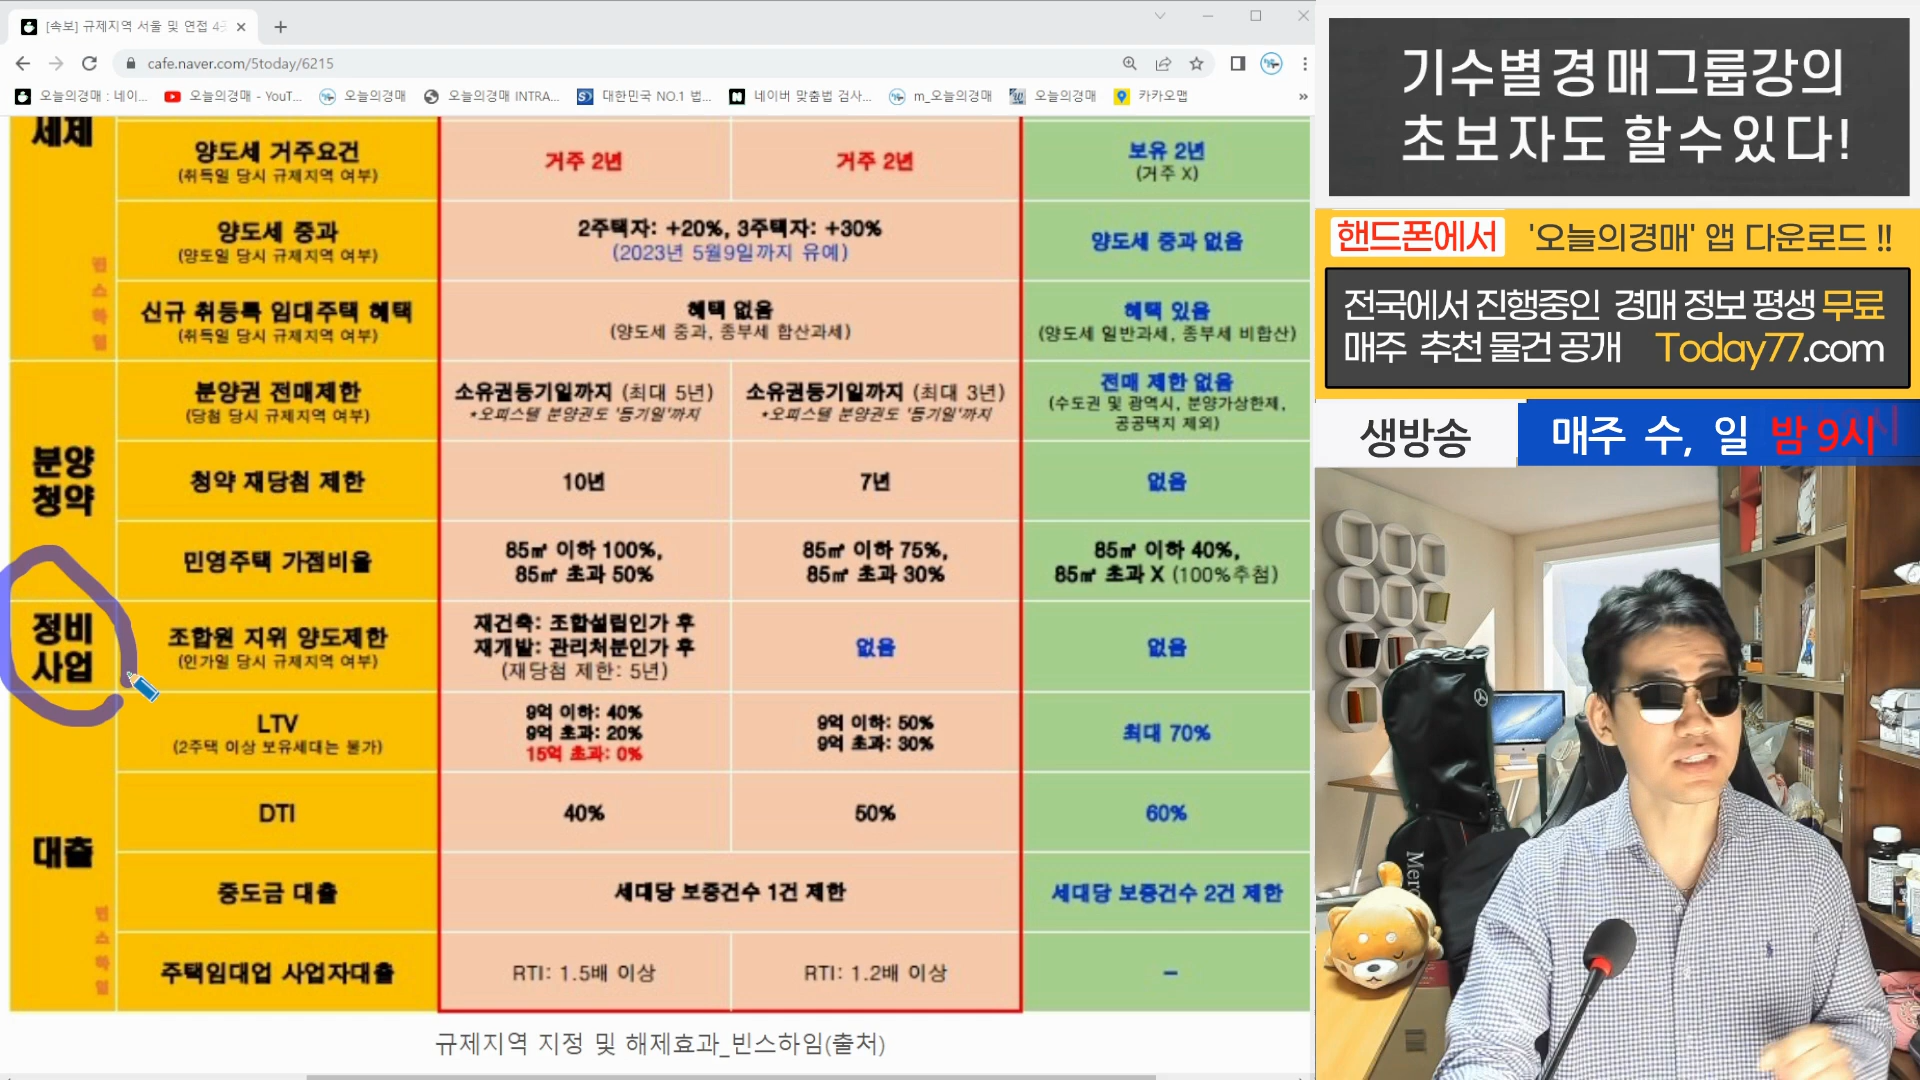 [속보] 규제지역 서울 및 연접 4
cafe.naver.com/5today/6215
오늘의경매 : 네이...
오늘의경매 - YouT...
오늘의경매
오늘의경매 INTRA...
대한민국 NO.1 법...
네이버 맞춤법 검사...
m_오늘의경매
오늘의경매
카카오맵
»
세제
양도세 거주요건
(취득일 당시 규제지역 여부)
거주 2년
거주 2년
보유 2년
(거주 X)
양도세 중과
(양도일 당시 규제지역 여부)
2주택자: +20%, 3주택자: +30%
(2023년 5월9일까지 유예)
양도세 중과 없음
신규 취등록 임대주택 혜택
(취득일 당시 규제지역 여부)
혜택 없음
(양도세 중과, 종부세 합산과세)
혜택 있음
(양도세 일반과세, 종부세 비합산)
빈스하임
분양
청약
분양권 전매제한
(당첨 당시 규제지역 여부)
소유권등기일까지 (최대 5년)
*오피스텔 분양권도 '등기일'까지
소유권등기일까지 (최대 3년)
*오피스텔 분양권도 '등기일'까지
전매 제한 없음
(수도권 및 광역시, 분양가상한제,
공공택지 제외)
청약 재당첨 제한
10년
7년
없음
민영주택 가점비율
85㎡ 이하 100%,
85㎡ 초과 50%
85㎡ 이하 75%,
85㎡ 초과 30%
85㎡ 이하 40%,
85㎡ 초과 X (100%추첨)
정비
사업
조합원 지위 양도제한
(인가일 당시 규제지역 여부)
재건축: 조합설립인가 후
재개발: 관리처분인가 후
(재당첨 제한: 5년)
없음
없음
대출
LTV
(2주택 이상 보유세대는 불가)
9억 이하: 40%
9억 초과: 20%
15억 초과: 0%
9억 이하: 50%
9억 초과: 30%
최대 70%
DTI
40%
50%
60%
중도금 대출
세대당 보증건수 1건 제한
세대당 보증건수 2건 제한
주택임대업 사업자대출
RTI: 1.5배 이상
RTI: 1.2배 이상
–
빈스하임
규제지역 지정 및 해제효과_빈스하임(출처)
기수별경매그룹강의
초보자도 할수있다!
핸드폰에서 '오늘의경매' 앱 다운로드 !!
전국에서 진행중인 경매 정보 평생 무료
매주 추천 물건 공개 Today77.com
생방송
매주 수, 일 밤 9시
Merc